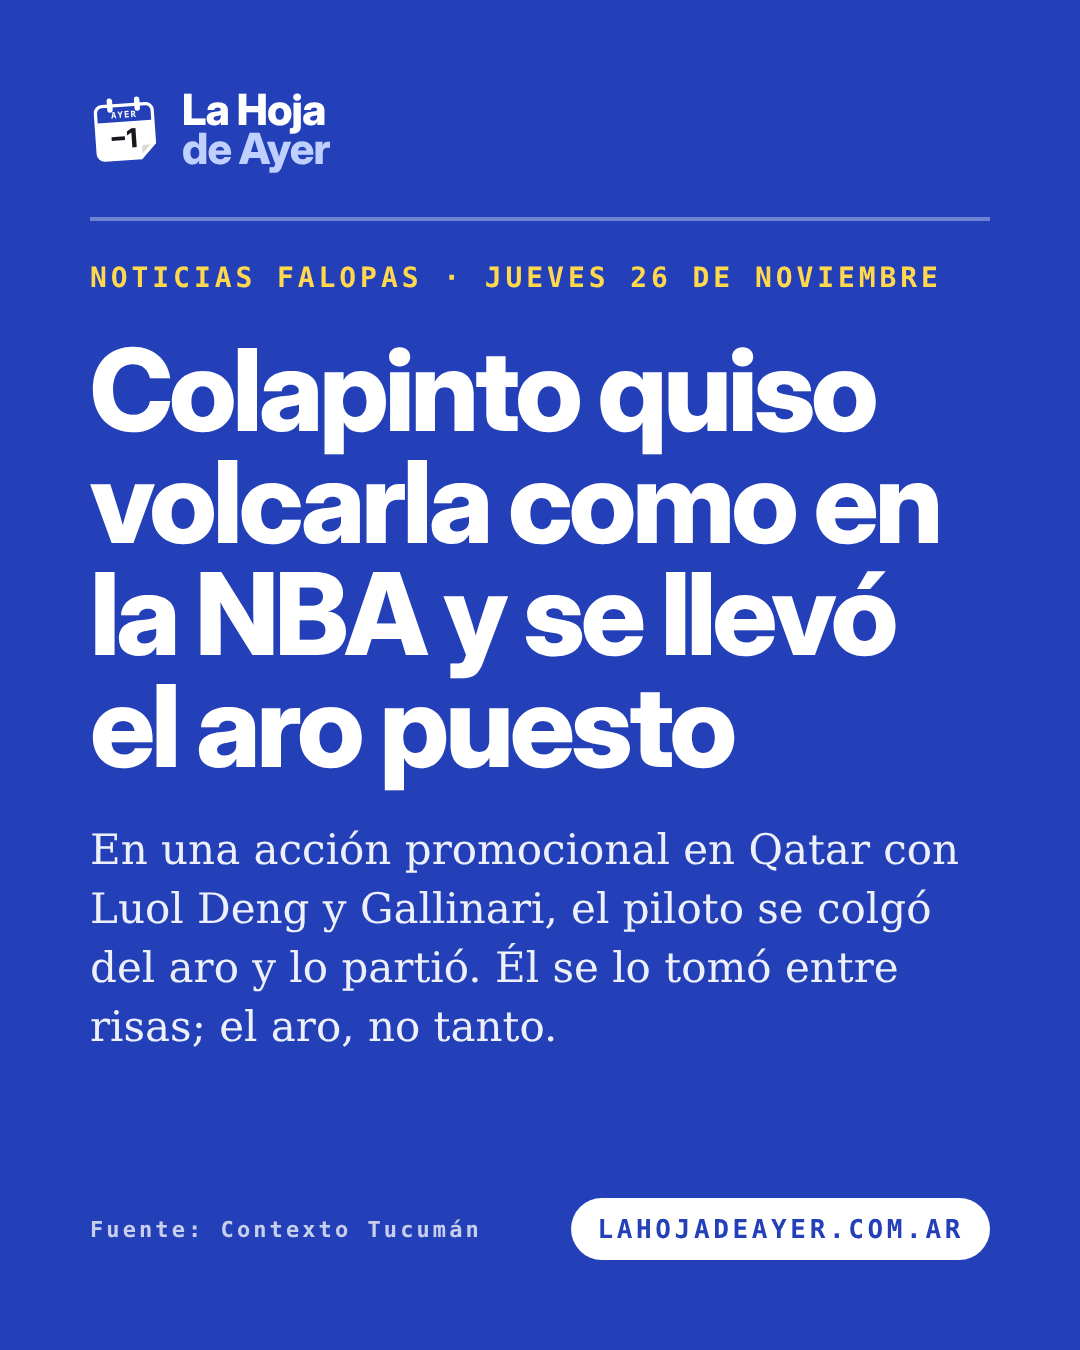 AYER
-1
La Hoja
de Ayer
NOTICIAS FALOPAS · JUEVES 26 DE NOVIEMBRE
Colapinto quiso
volcarla como en
la NBA y se llevó
el aro puesto
En una acción promocional en Qatar con
Luol Deng y Gallinari, el piloto se colgó
del aro y lo partió. Él se lo tomó entre
risas; el aro, no tanto.
Fuente: Contexto Tucumán
LAHOJADEAYER.COM.AR